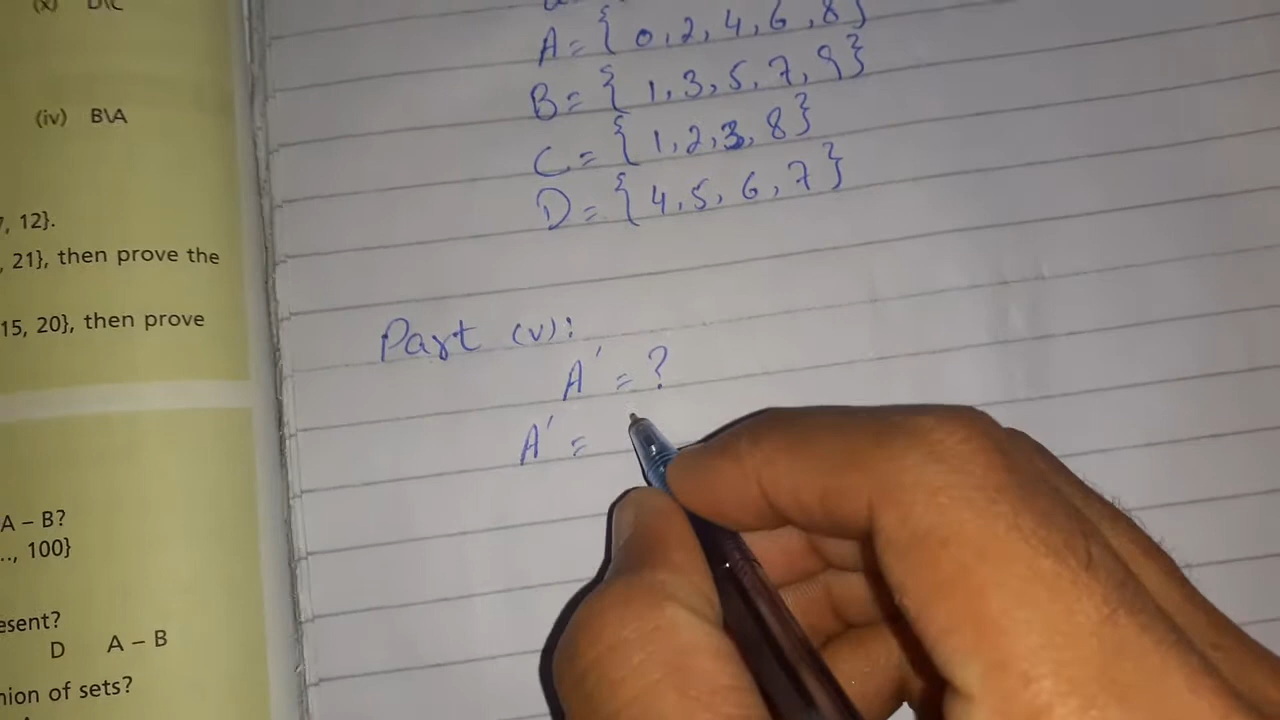 (x) D\C
(iv) B\A
, 12}.
, 21}, then prove the
15, 20}, then prove
A – B?
.., 100}
esent?
D A – B
nion of sets?
A = { 0, 2, 4, 6, 8 }
B = { 1, 3, 5, 7, 9 }
C = { 1, 2, 3, 8 }
D = { 4, 5, 6, 7 }
Part (v):
A' = ?
A' =